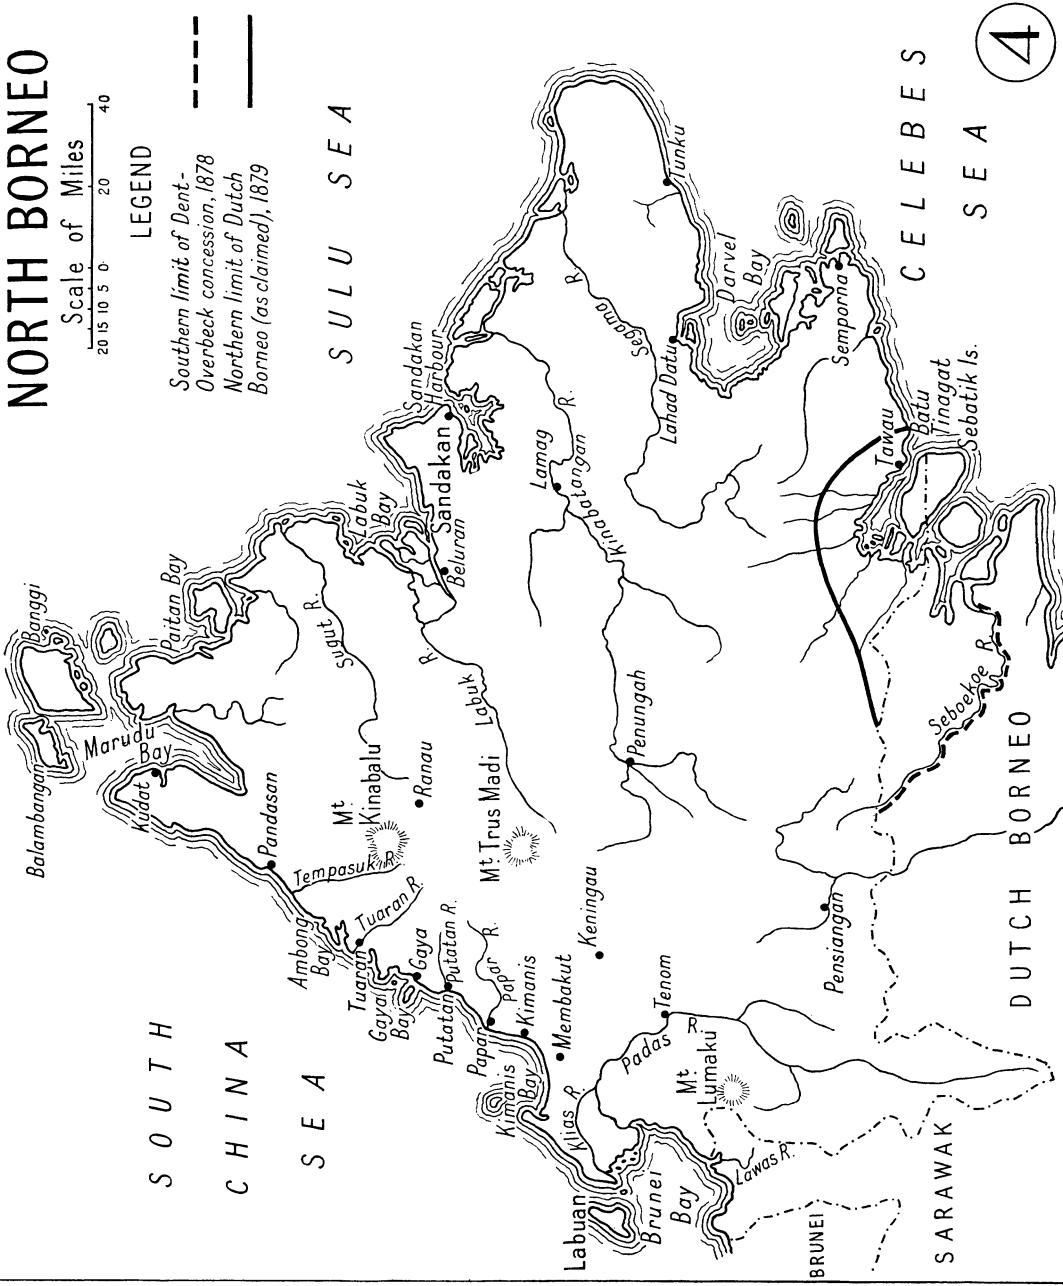 NORTH BORNEO
Scale of Miles
20 15 10 5 0 20 40
LEGEND
Southern limit of Dent-
Overbeck concession, 1878
Northern limit of Dutch
Borneo (as claimed), 1879
4
SOUTH
CHINA
SEA
SULU SEA
CELEBES
SEA
Balambangan
Banggi
Marudu
Bay
Kudat
Paitan Bay
Pandasan
Tempasuk R.
Ambong
Bay
Tuaran
Tuaran R.
Gaya
Bay
Gaya
Putatan
Putatan R.
Papar
Papar R.
Kimanis
Kimanis
Bay
Membakut
Keningau
Mt
Kinabalu
Ranau
Mt Trus Madi
Sugut R.
Labuk
Bay
Labuk R.
Beluran
Sandakan
Sandakan
Harbour
Lamag
Kinabatangan R.
Penungah
Segama R.
Tunku
Lahad Datu
Darvel
Bay
Semporna
Tawau
Batu
Tinagat
Sebatik Is.
Seboekoe R.
Pensiangan
Tenom
Padas R.
Klias R.
Mt
Lumaku
Labuan
Brunei
Bay
Lawas R.
BRUNEI
SARAWAK
DUTCH BORNEO